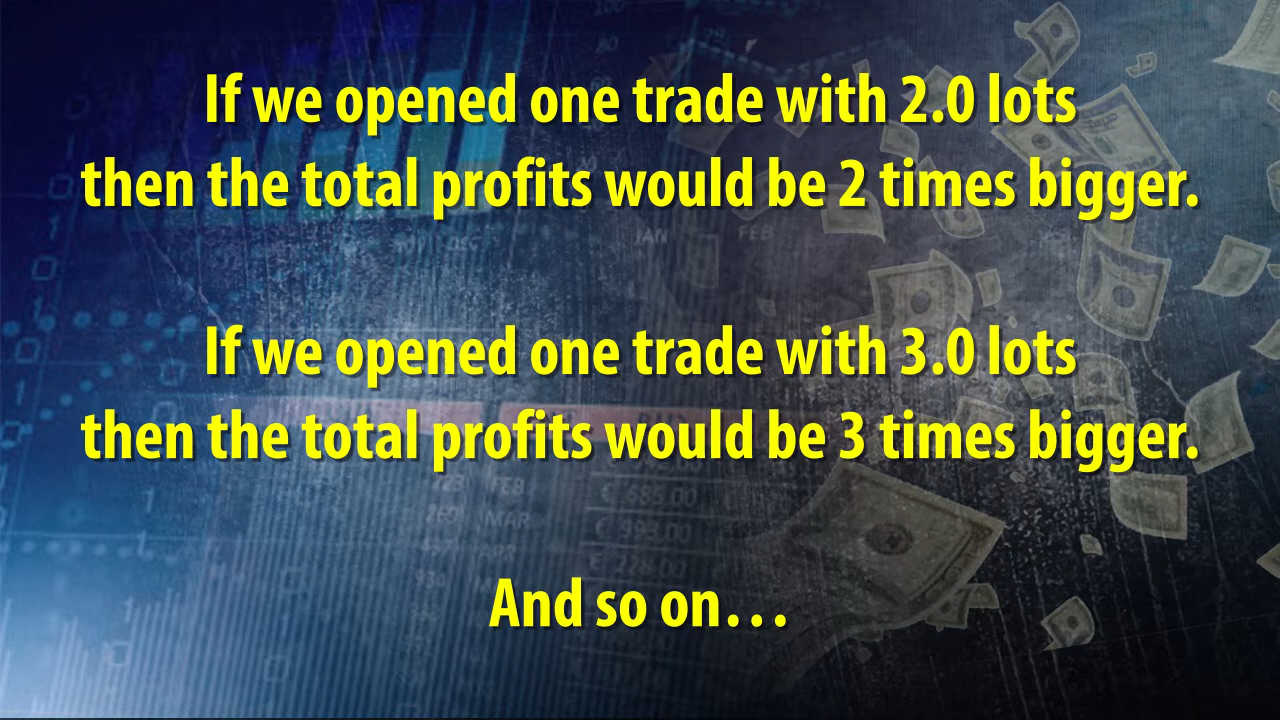 If we opened one trade with 2.0 lots
then the total profits would be 2 times bigger.
If we opened one trade with 3.0 lots
then the total profits would be 3 times bigger.
And so on...